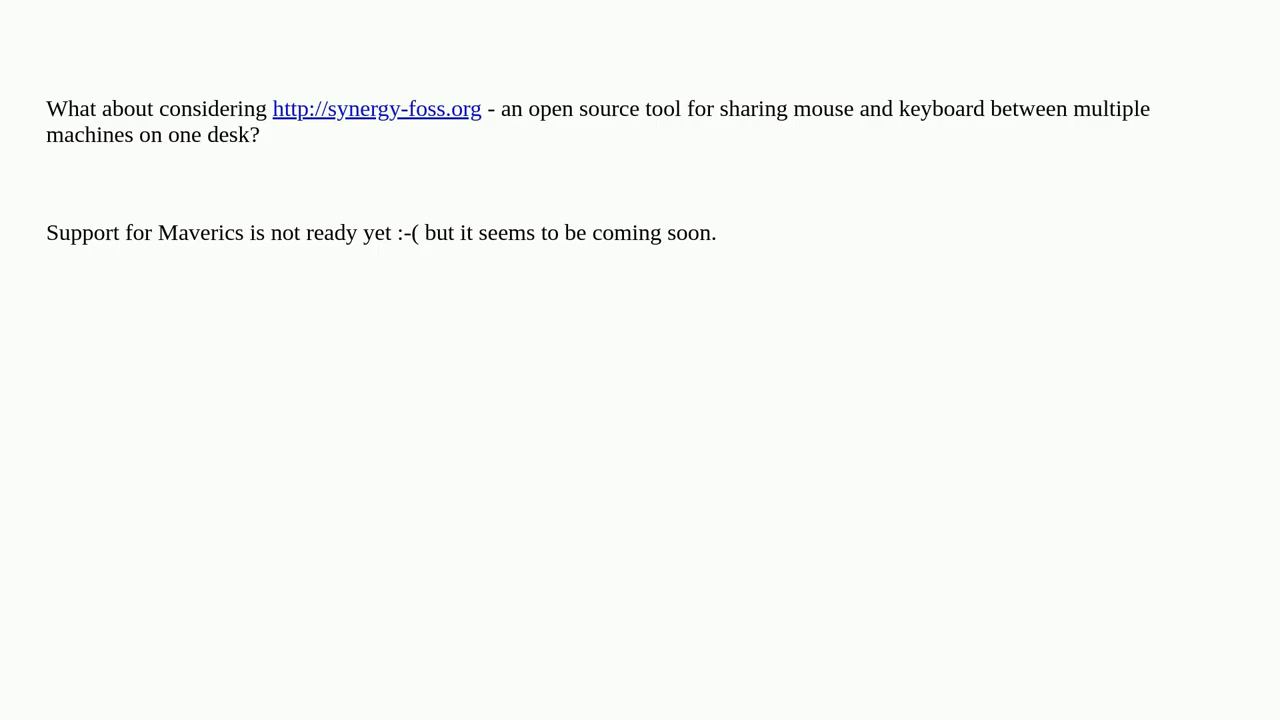 What about considering http://synergy-foss.org - an open source tool for sharing mouse and keyboard between multiple
machines on one desk?
Support for Maverics is not ready yet :-( but it seems to be coming soon.